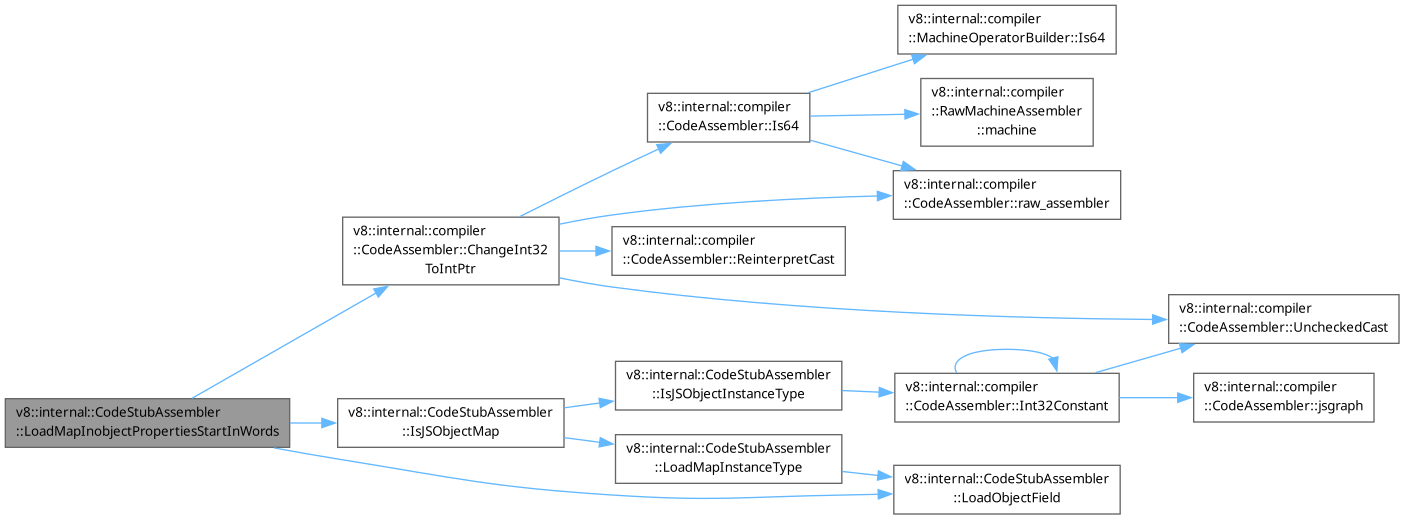 v8::internal::compiler
::MachineOperatorBuilder::Is64
v8::internal::compiler
::RawMachineAssembler
::machine
v8::internal::compiler
::CodeAssembler::Is64
v8::internal::compiler
::CodeAssembler::raw_assembler
v8::internal::compiler
::CodeAssembler::ChangeInt32
ToIntPtr
v8::internal::compiler
::CodeAssembler::ReinterpretCast
v8::internal::compiler
::CodeAssembler::UncheckedCast
v8::internal::CodeStubAssembler
::IsJSObjectInstanceType
v8::internal::compiler
::CodeAssembler::Int32Constant
v8::internal::compiler
::CodeAssembler::jsgraph
v8::internal::CodeStubAssembler
::LoadMapInobjectPropertiesStartInWords
v8::internal::CodeStubAssembler
::IsJSObjectMap
v8::internal::CodeStubAssembler
::LoadMapInstanceType
v8::internal::CodeStubAssembler
::LoadObjectField